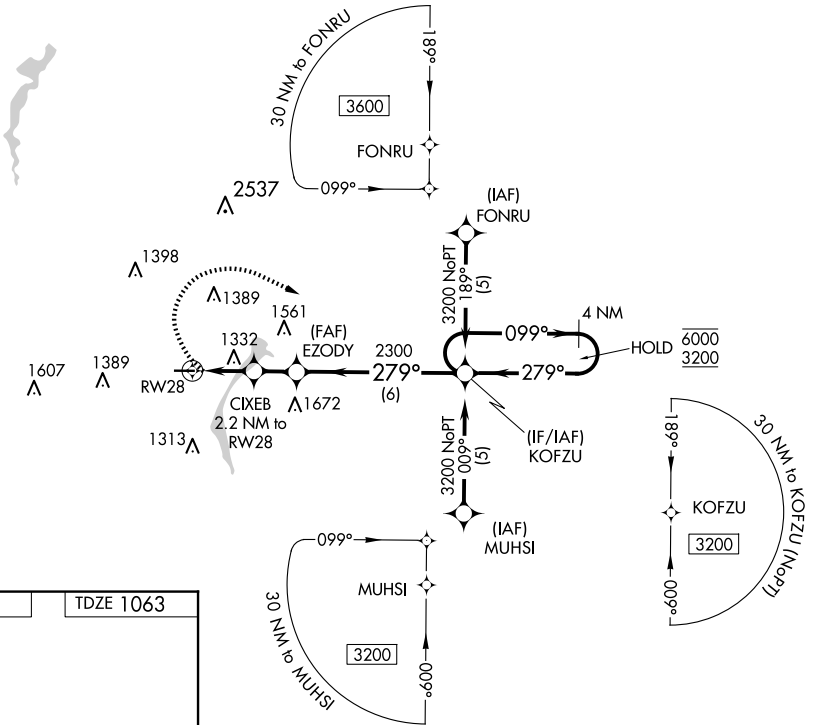 30 NM to FONRU
189°
3600
FONRU
099°
2537
(IAF)
FONRU
1398
3200 NoPT
189°
(5)
1389
1561
4 NM
099°
HOLD
6000
3200
(FAF)
EZODY
1332
2300
279°
(6)
279°
1607
1389
RW28
CIXEB
2.2 NM to
RW28
1672
1313
(IF/IAF)
KOFZU
3200 NoPT
009°
(5)
(IAF)
MUHSI
189°
30 NM to KOFZU (NoPT)
KOFZU
3200
009°
099°
MUHSI
30 NM to MUHSI
3200
009°
TDZE 1063